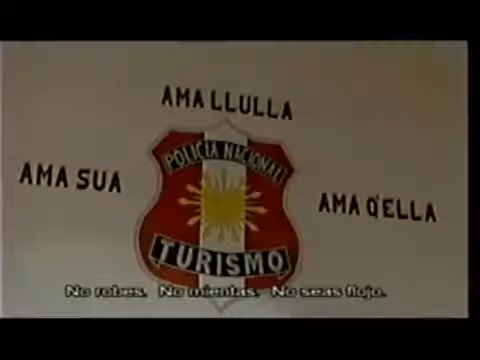 AMA LLULLA
AMA SUA
AMA Q'ELLA
POLICIA NACIONAL
TURISMO
No robes. No mientas. No seas flojo.